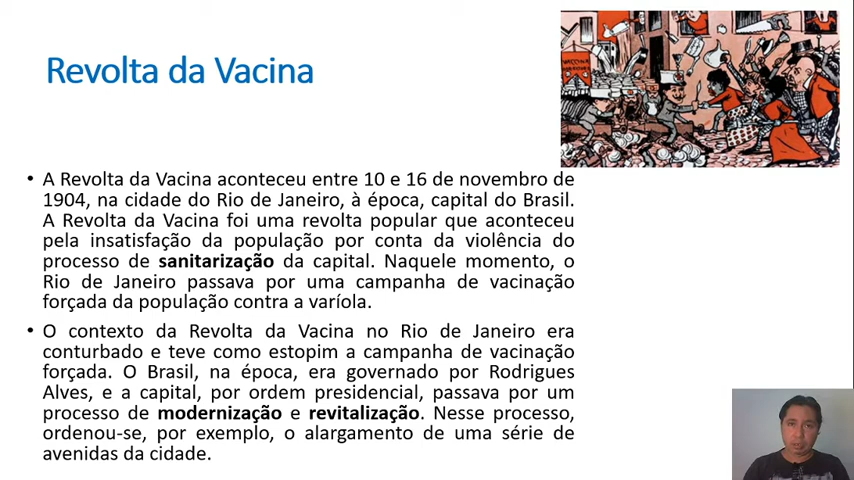 Revolta da Vacina
VACCINA
• A Revolta da Vacina aconteceu entre 10 e 16 de novembro de
1904, na cidade do Rio de Janeiro, à época, capital do Brasil.
A Revolta da Vacina foi uma revolta popular que aconteceu
pela insatisfação da população por conta da violência do
processo de sanitarização da capital. Naquele momento, o
Rio de Janeiro passava por uma campanha de vacinação
forçada da população contra a varíola.
• O contexto da Revolta da Vacina no Rio de Janeiro era
conturbado e teve como estopim a campanha de vacinação
forçada. O Brasil, na época, era governado por Rodrigues
Alves, e a capital, por ordem presidencial, passava por um
processo de modernização e revitalização. Nesse processo,
ordenou-se, por exemplo, o alargamento de uma série de
avenidas da cidade.